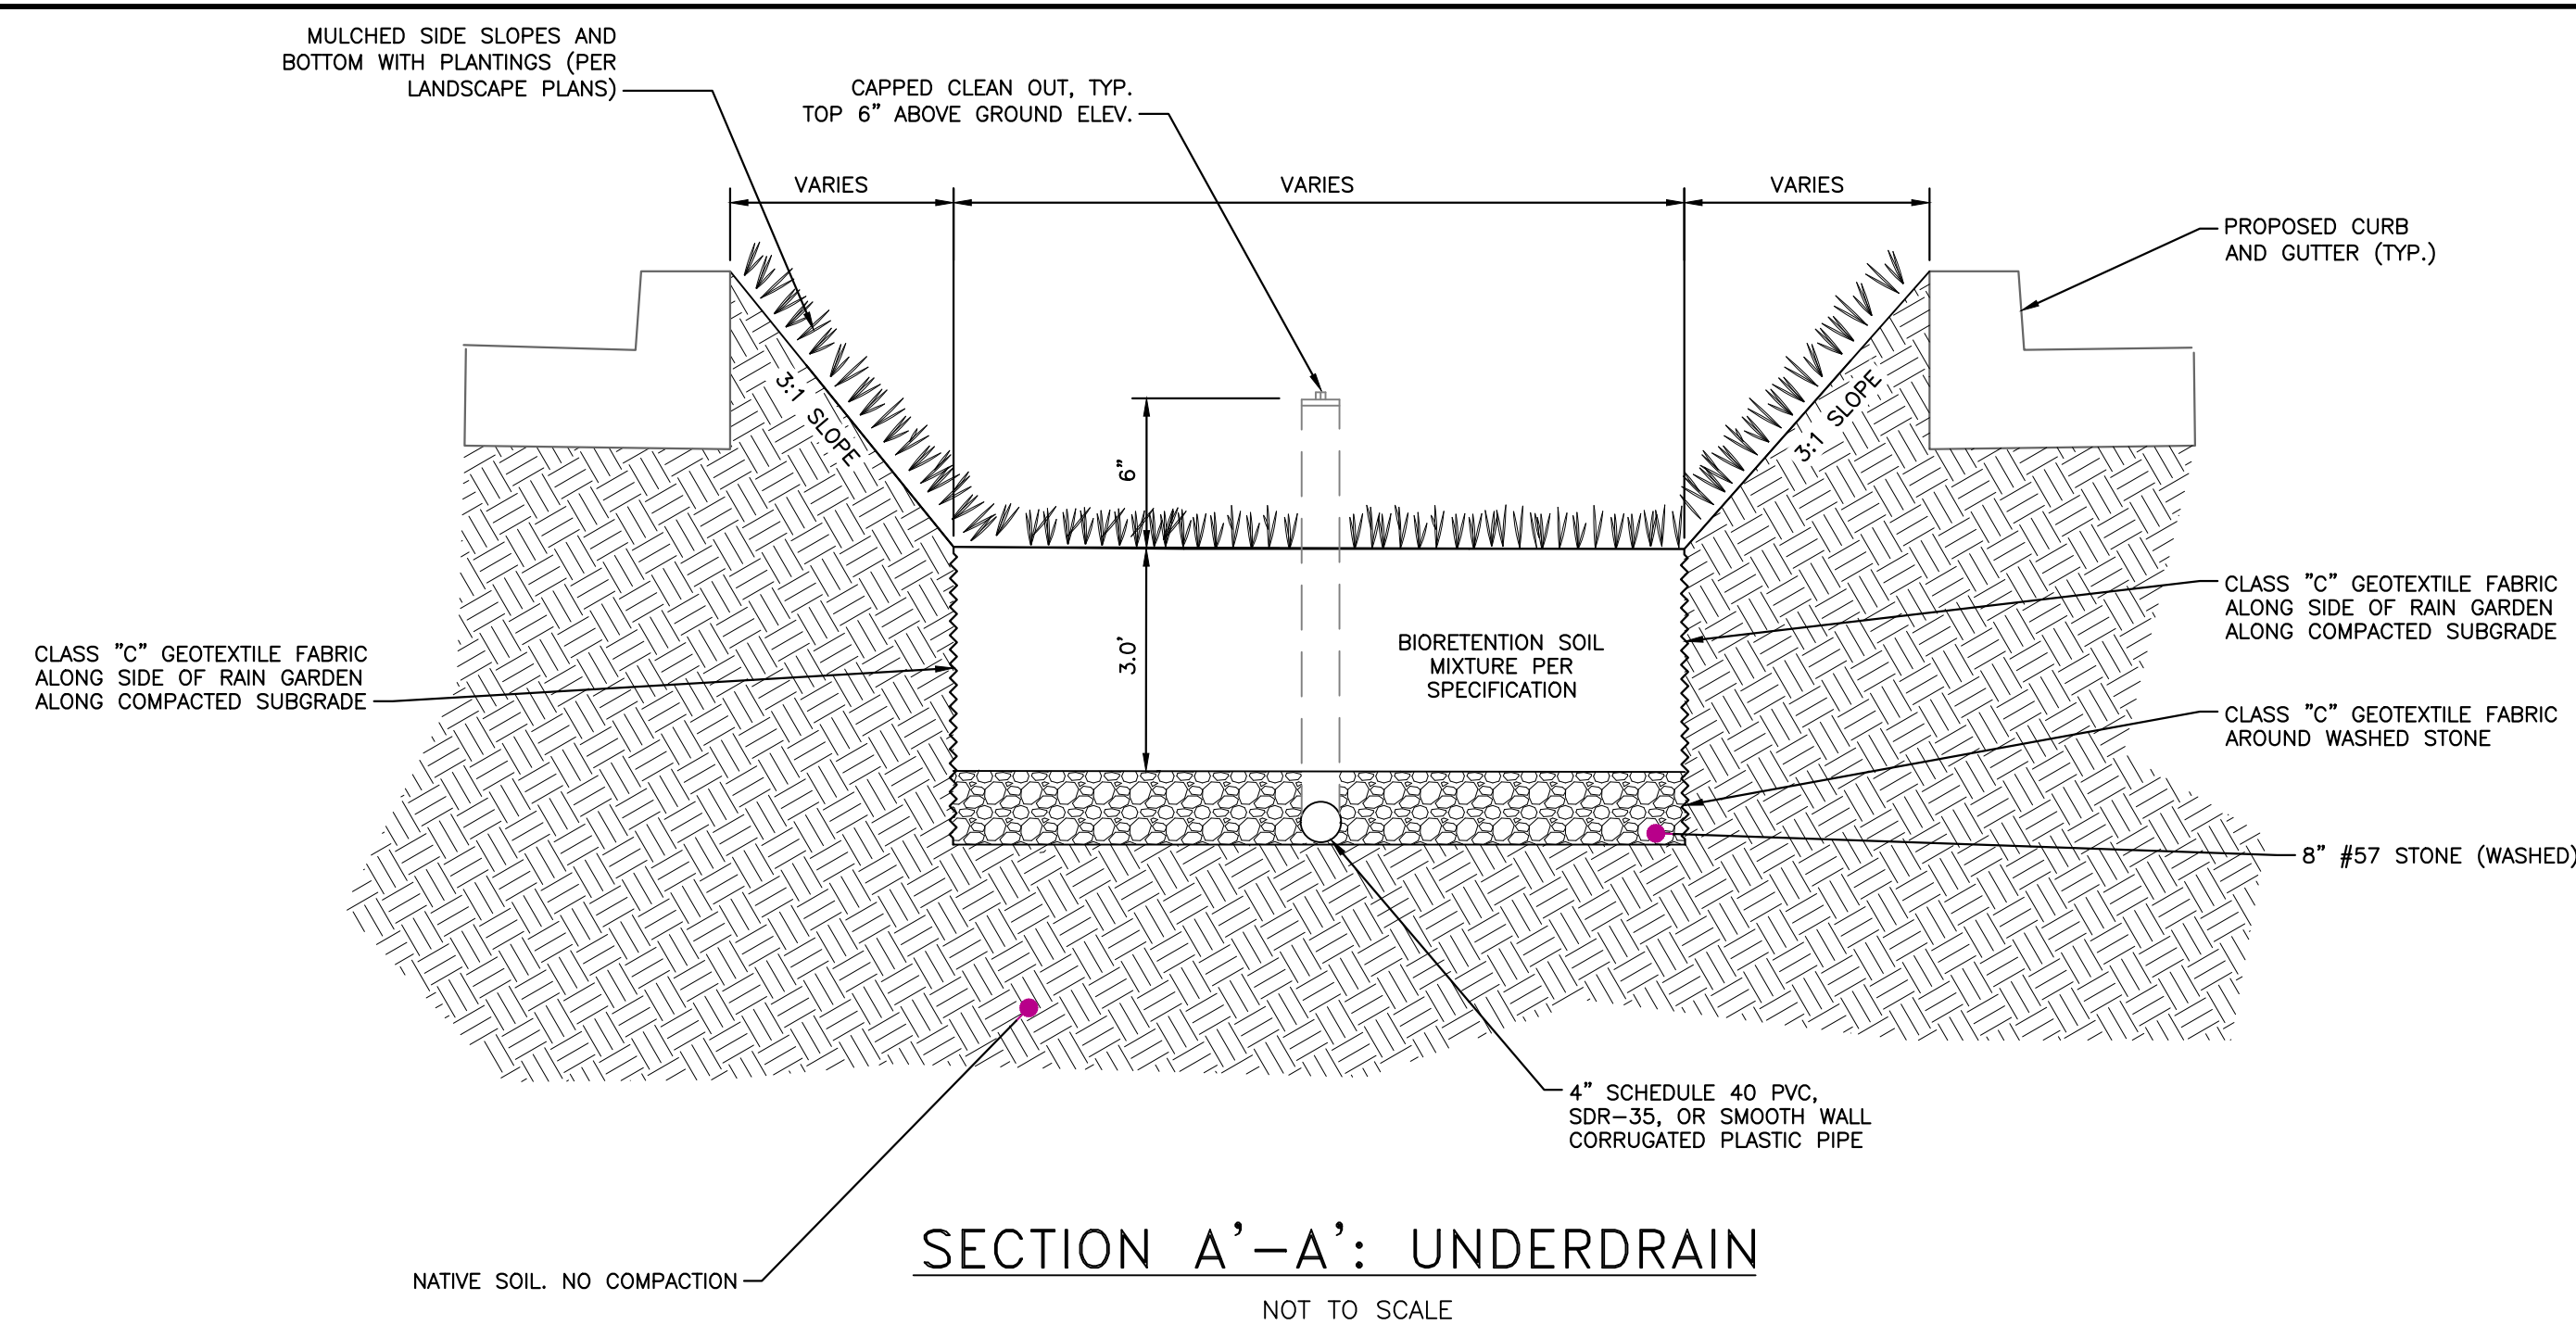 MULCHED SIDE SLOPES AND
BOTTOM WITH PLANTINGS (PER
LANDSCAPE PLANS)
CAPPED CLEAN OUT, TYP.
TOP 6" ABOVE GROUND ELEV.
VARIES
VARIES
VARIES
PROPOSED CURB
AND GUTTER (TYP.)
3:1 SLOPE
3:1 SLOPE
6"
3.0'
BIORETENTION SOIL
MIXTURE PER
SPECIFICATION
CLASS "C" GEOTEXTILE FABRIC
ALONG SIDE OF RAIN GARDEN
ALONG COMPACTED SUBGRADE
CLASS "C" GEOTEXTILE FABRIC
ALONG SIDE OF RAIN GARDEN
ALONG COMPACTED SUBGRADE
CLASS "C" GEOTEXTILE FABRIC
AROUND WASHED STONE
8" #57 STONE (WASHED)
4" SCHEDULE 40 PVC,
SDR-35, OR SMOOTH WALL
CORRUGATED PLASTIC PIPE
NATIVE SOIL. NO COMPACTION
SECTION A'-A': UNDERDRAIN
NOT TO SCALE